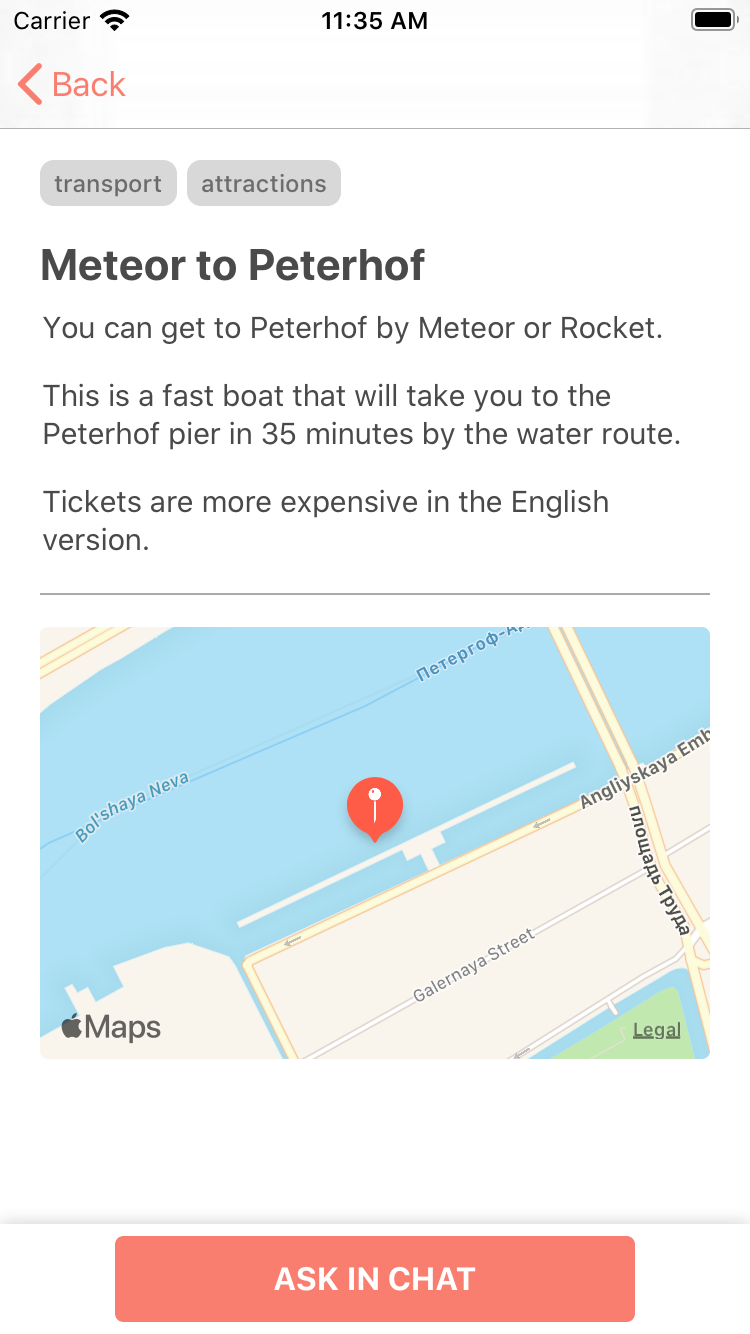 Carrier
11:35 AM
Back
transport
attractions
Meteor to Peterhof
You can get to Peterhof by Meteor or Rocket.
This is a fast boat that will take you to the
Peterhof pier in 35 minutes by the water route.
Tickets are more expensive in the English
version.
Петергоф-
Bol'shaya Neva
Angliyskaya Emb
площадь Труда
Galernaya Street
Maps
Legal
ASK IN CHAT